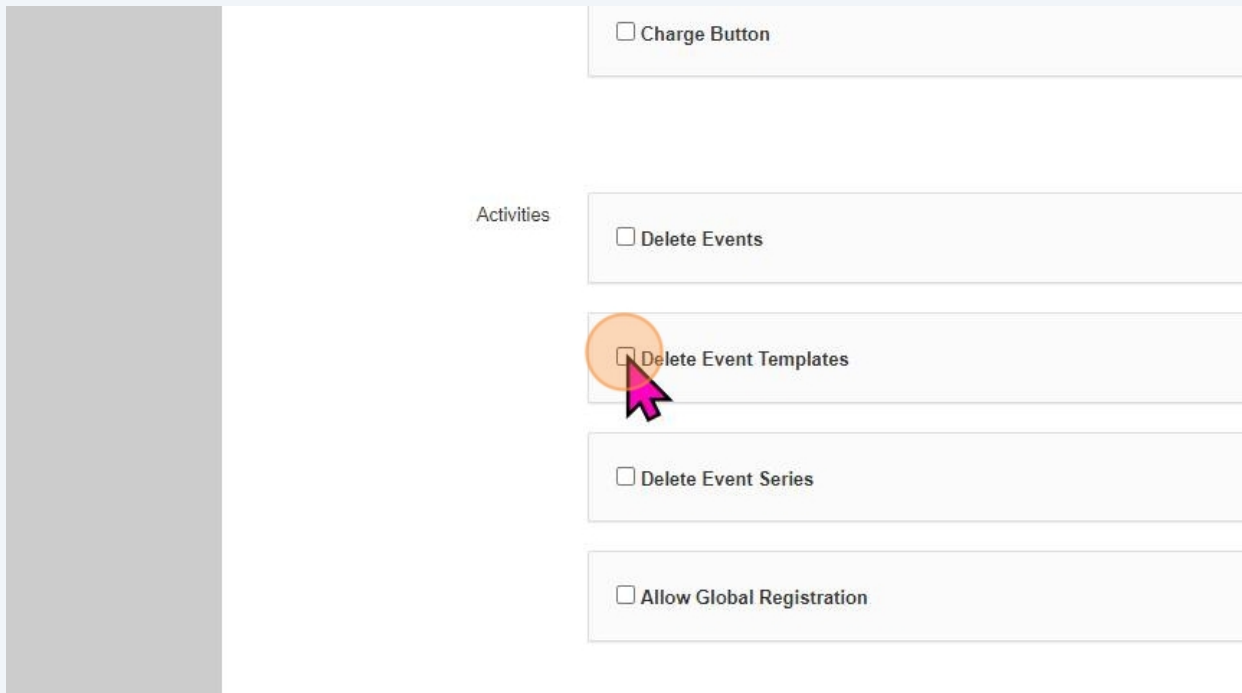 Charge Button
Activities
Delete Events
Delete Event Templates
Delete Event Series
Allow Global Registration